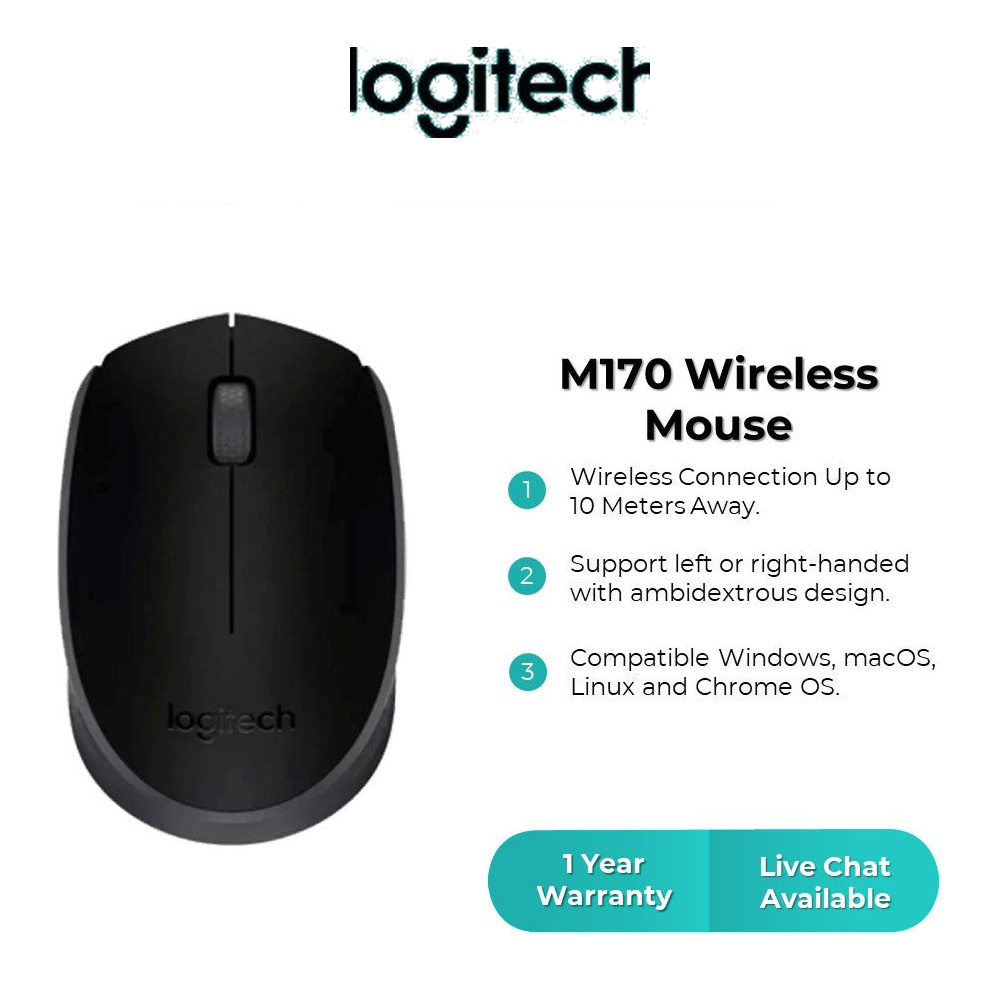 logitech
M170 Wireless
Mouse
1 Wireless Connection Up to
10 Meters Away.
2 Support left or right-handed
with ambidextrous design.
3 Compatible Windows, macOS,
Linux and Chrome OS.
logitech
1 Year
Warranty
Live Chat
Available